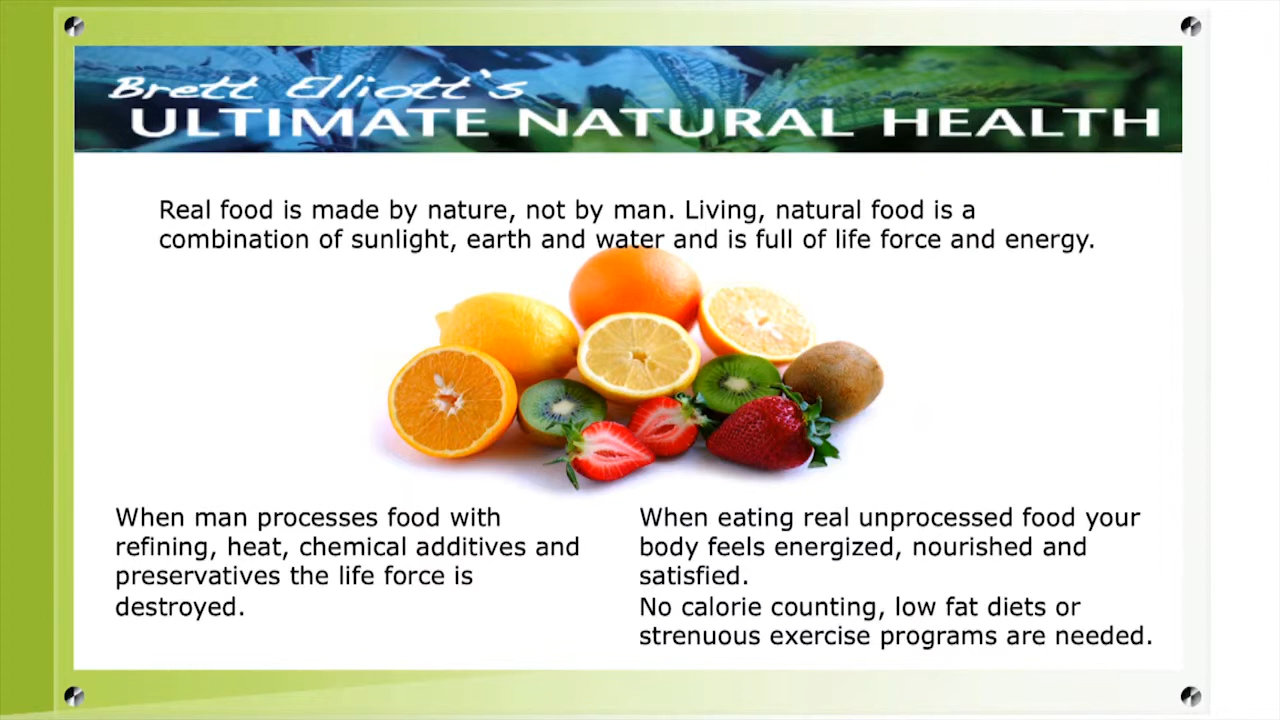 Brett Elliott's
ULTIMATE NATURAL HEALTH
Real food is made by nature, not by man. Living, natural food is a
combination of sunlight, earth and water and is full of life force and energy.
When man processes food with
refining, heat, chemical additives and
preservatives the life force is
destroyed.
When eating real unprocessed food your
body feels energized, nourished and
satisfied.
No calorie counting, low fat diets or
strenuous exercise programs are needed.